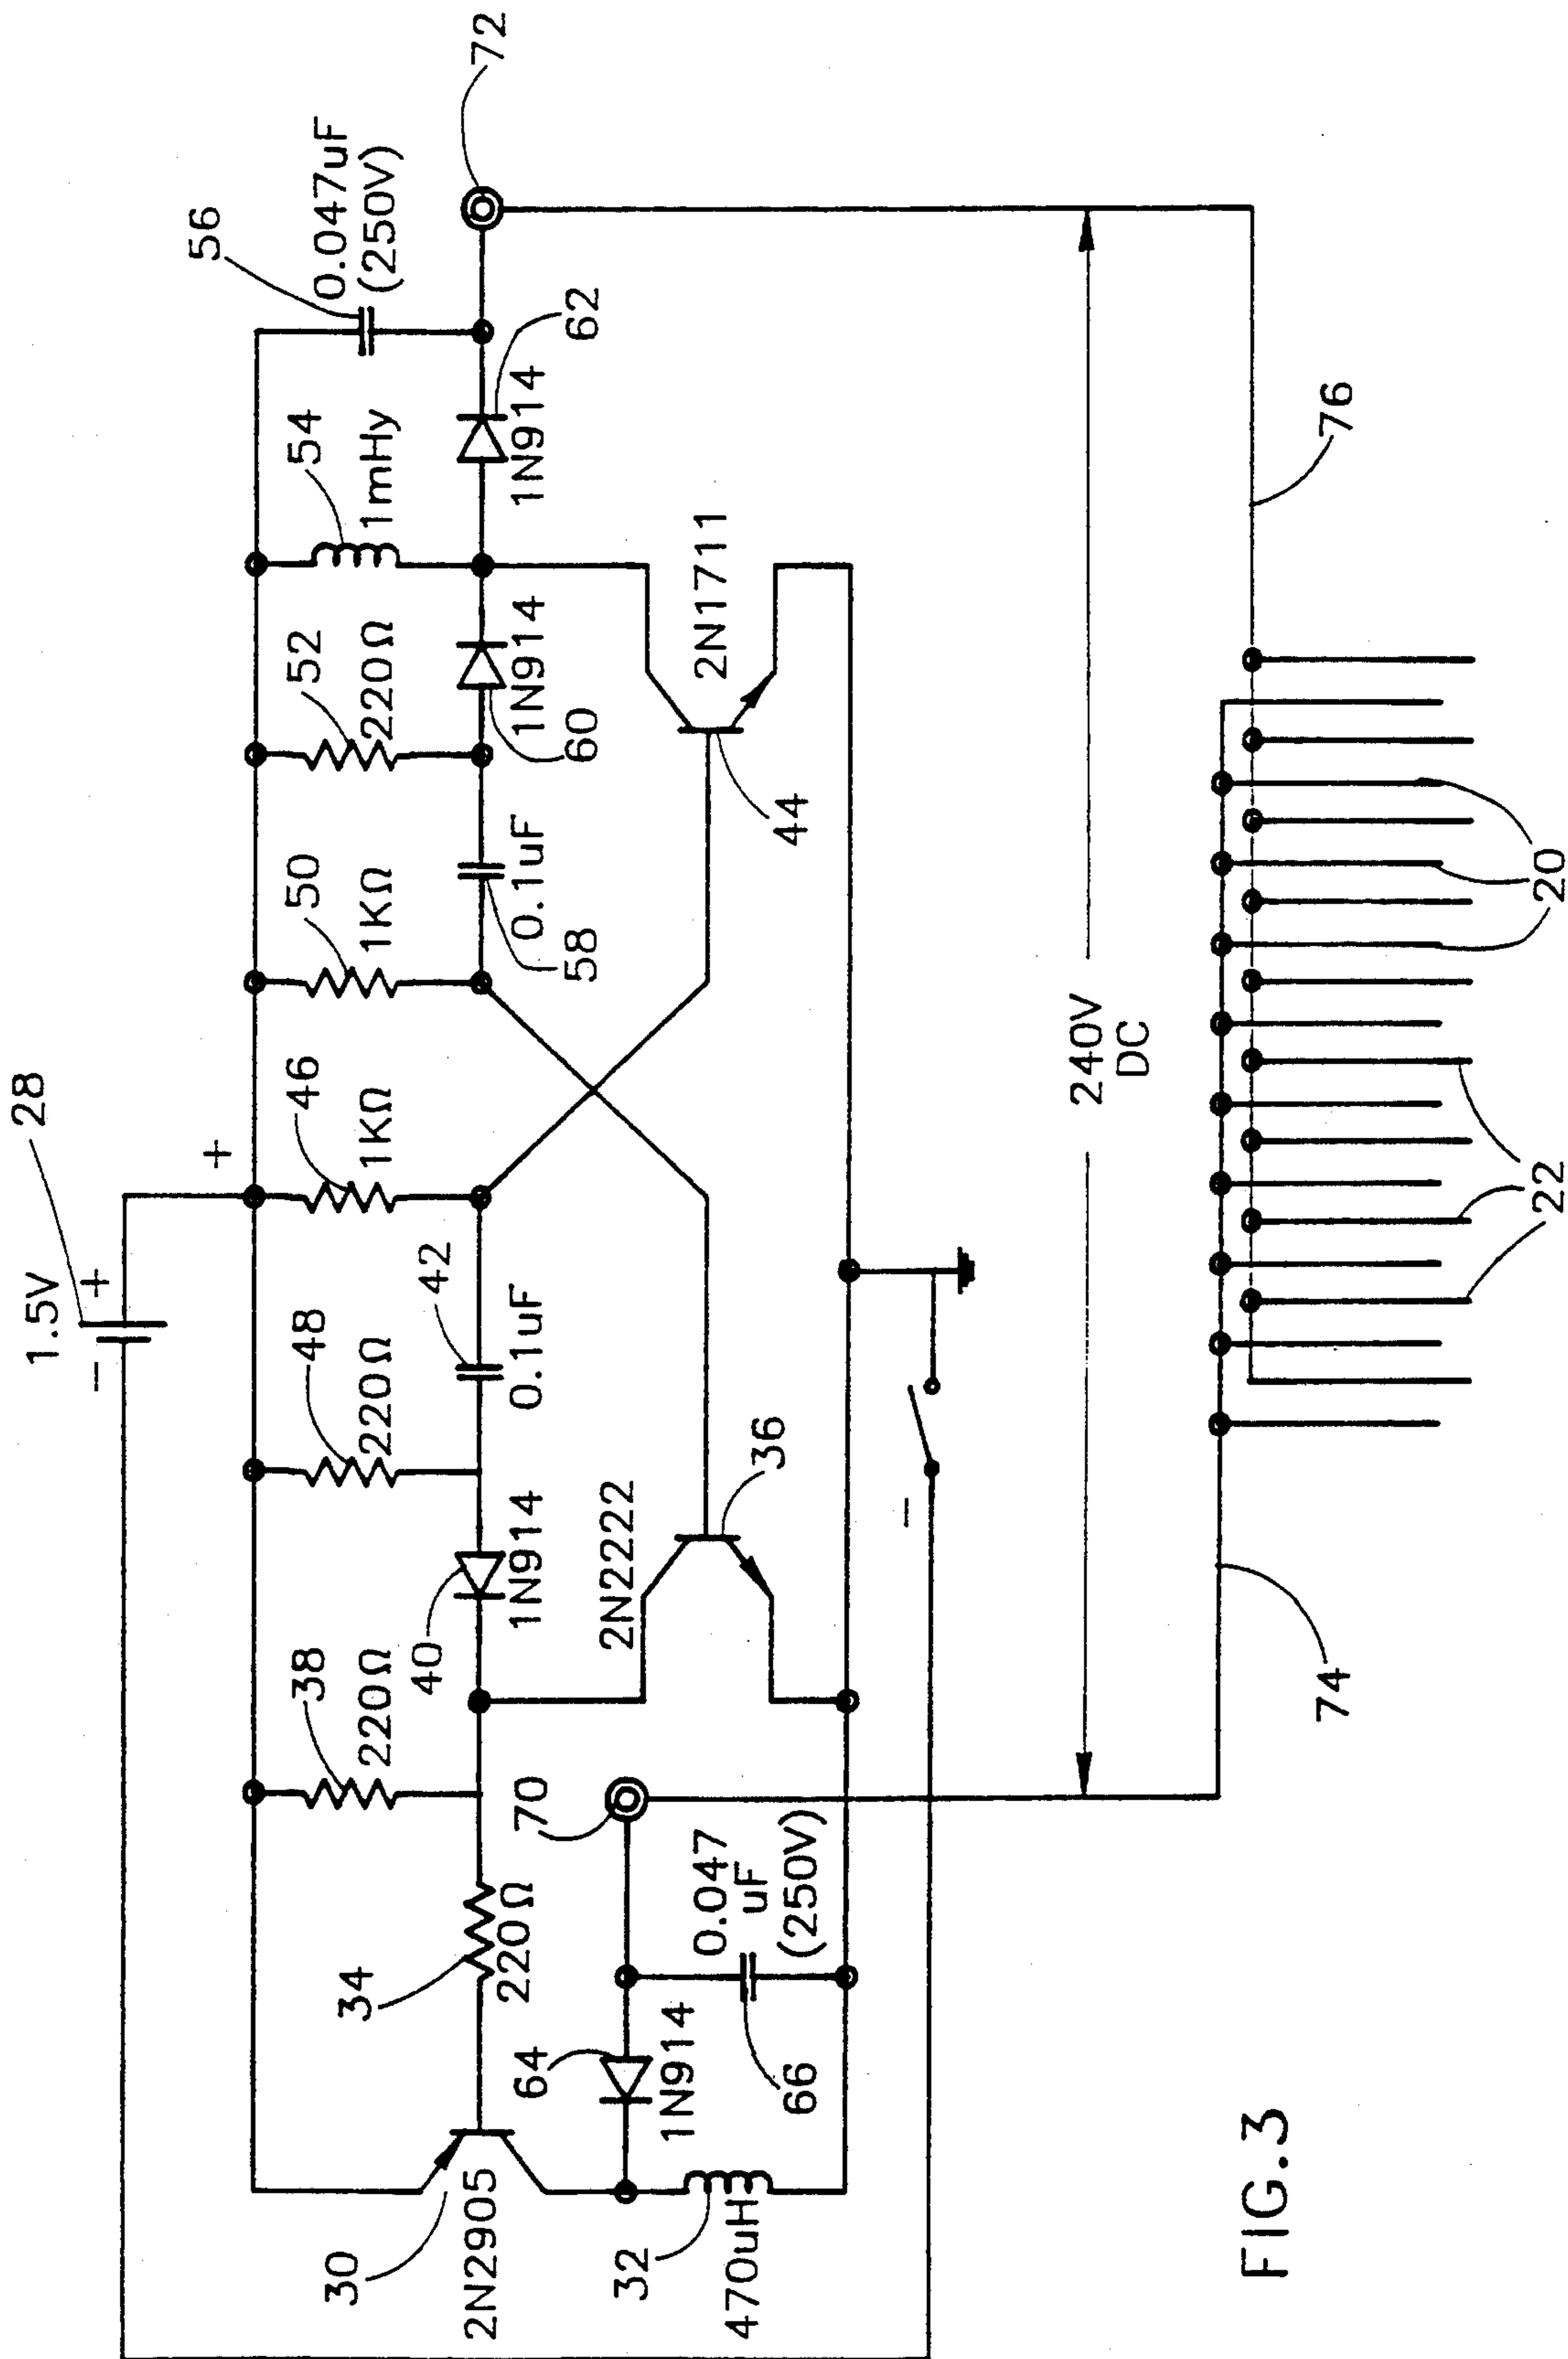 28
1.5V
+
−
+
30
2N2905
32
470uH
34
220Ω
38
220Ω
40
1N914
48
220Ω
42
0.1uF
46
1KΩ
50
1KΩ
58
0.1uF
52
220Ω
60
1N914
54
1mHy
62
1N914
56
0.047uF
(250V)
72
64
1N914
66
0.047
uF
(250V)
70
2N2222
36
2N1711
44
−
240V
DC
74
76
22
20
FIG.3